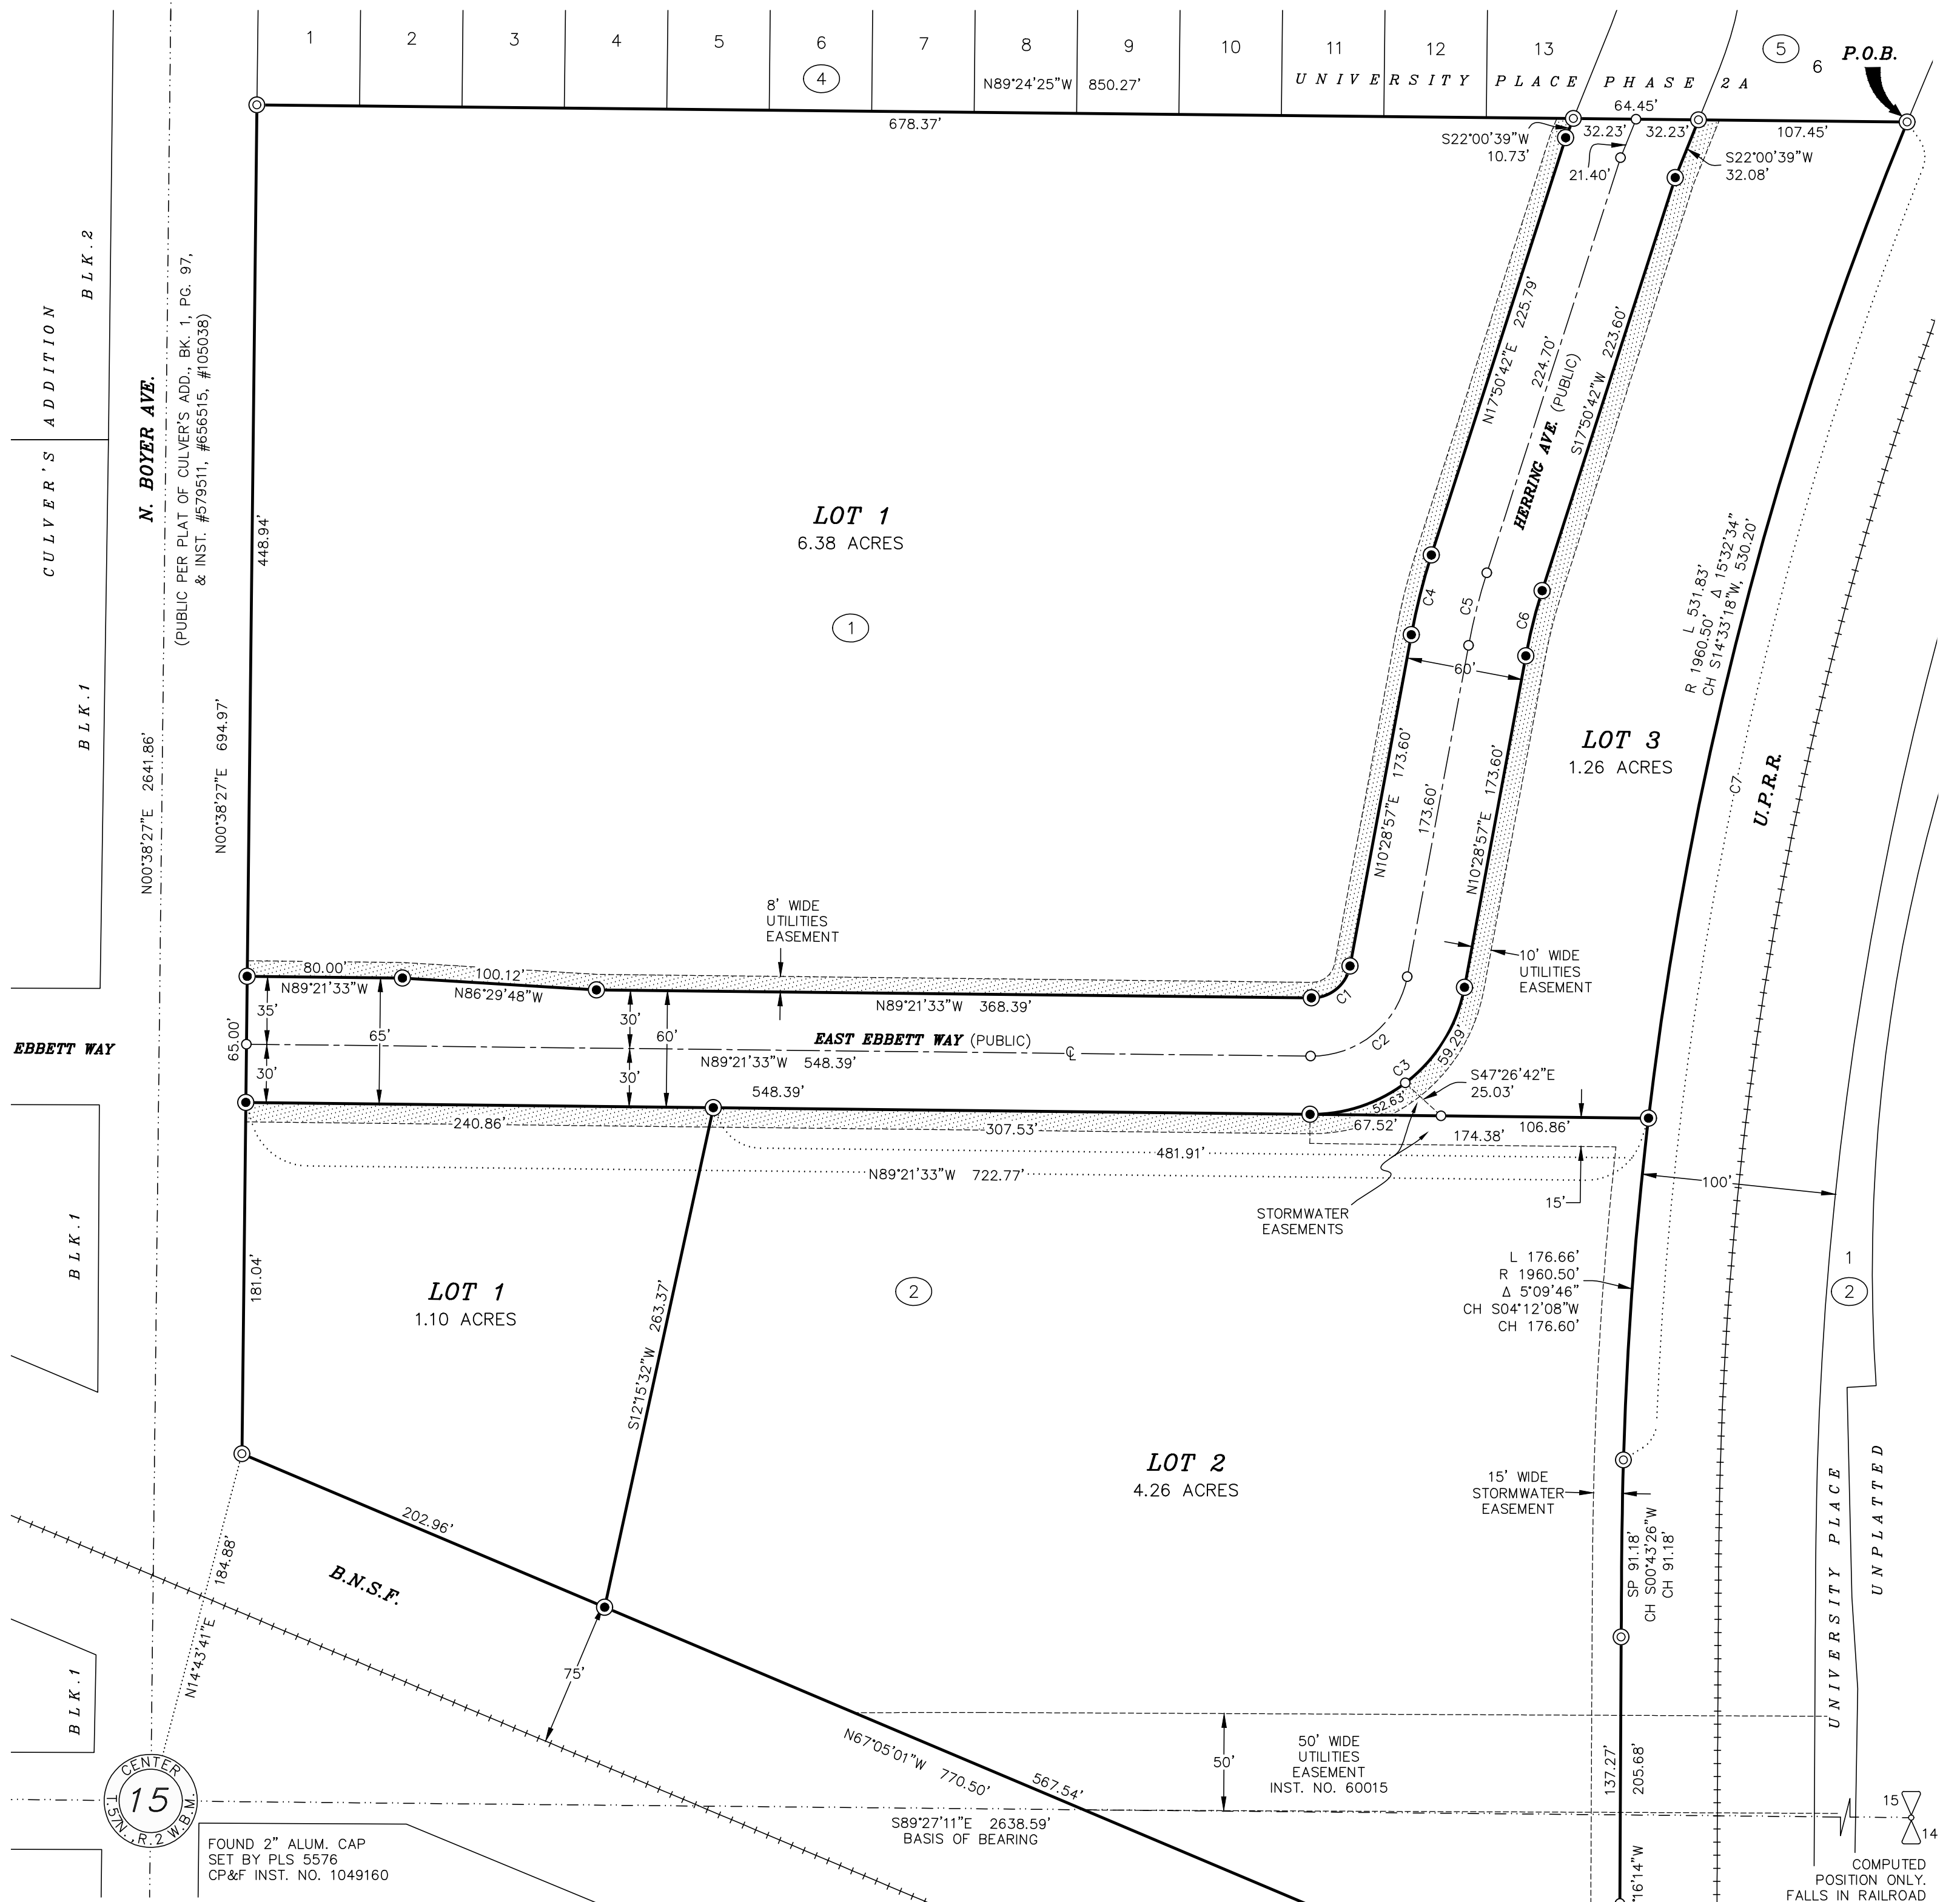 1
2
3
4
5
6
7
8
9
10
11
12
13
4
5
6
P.O.B.
N89°24'25"W 850.27'
UNIVERSITY PLACE PHASE 2A
64.45'
678.37'
32.23'
32.23'
107.45'
S22°00'39"W
10.73'
21.40'
S22°00'39"W
32.08'
BLK.2
CULVER'S ADDITION
N. BOYER AVE.
(PUBLIC PER PLAT OF CULVER'S ADD., BK. 1, PG. 97,
& INST. #579511, #656515, #105038)
448.94'
N17°50'42"E 225.79'
224.70'
HERRING AVE. (PUBLIC)
S17°50'42"W 223.60'
LOT 1
6.38 ACRES
1
C4
C5
C6
60'
L 531.83'
R 1960.50' Δ 15°32'34"
CH S14°33'18"W, 530.20'
BLK.1
N00°38'27"E 2641.86'
N00°38'27"E 694.97'
N10°28'57"E 173.60'
173.60'
N10°28'57"E 173.60'
LOT 3
1.26 ACRES
C7
U.P.R.R.
8' WIDE
UTILITIES
EASEMENT
10' WIDE
UTILITIES
EASEMENT
80.00'
N89°21'33"W
100.12'
N86°29'48"W
N89°21'33"W 368.39'
C1
35'
65.00'
65'
30'
60'
EBBETT WAY
EAST EBBETT WAY (PUBLIC)
℄
N89°21'33"W 548.39'
C2
30'
30'
548.39'
C3
59.29'
52.63'
S47°26'42"E
25.03'
240.86'
307.53'
67.52'
106.86'
174.38'
481.91'
N89°21'33"W 722.77'
15'
100'
STORMWATER
EASEMENTS
BLK.1
181.04'
LOT 1
1.10 ACRES
S12°15'32"W 263.37'
2
L 176.66'
R 1960.50'
Δ 5°09'46"
CH S04°12'08"W
CH 176.60'
1
2
LOT 2
4.26 ACRES
15' WIDE
STORMWATER
EASEMENT
SP 91.18'
CH S00°43'26"W
CH 91.18'
UNIVERSITY PLACE
UNPLATTED
202.96'
184.88'
N14°43'41"E
B.N.S.F.
75'
BLK.1
N67°05'01"W 770.50'
567.54'
50'
50' WIDE
UTILITIES
EASEMENT
INST. NO. 60015
137.27'
205.68'
16'14"W
S89°27'11"E 2638.59'
BASIS OF BEARING
CENTER
15
T.57N., R.2 W.B.M.
FOUND 2" ALUM. CAP
SET BY PLS 5576
CP&F INST. NO. 1049160
15
14
COMPUTED
POSITION ONLY.
FALLS IN RAILROAD